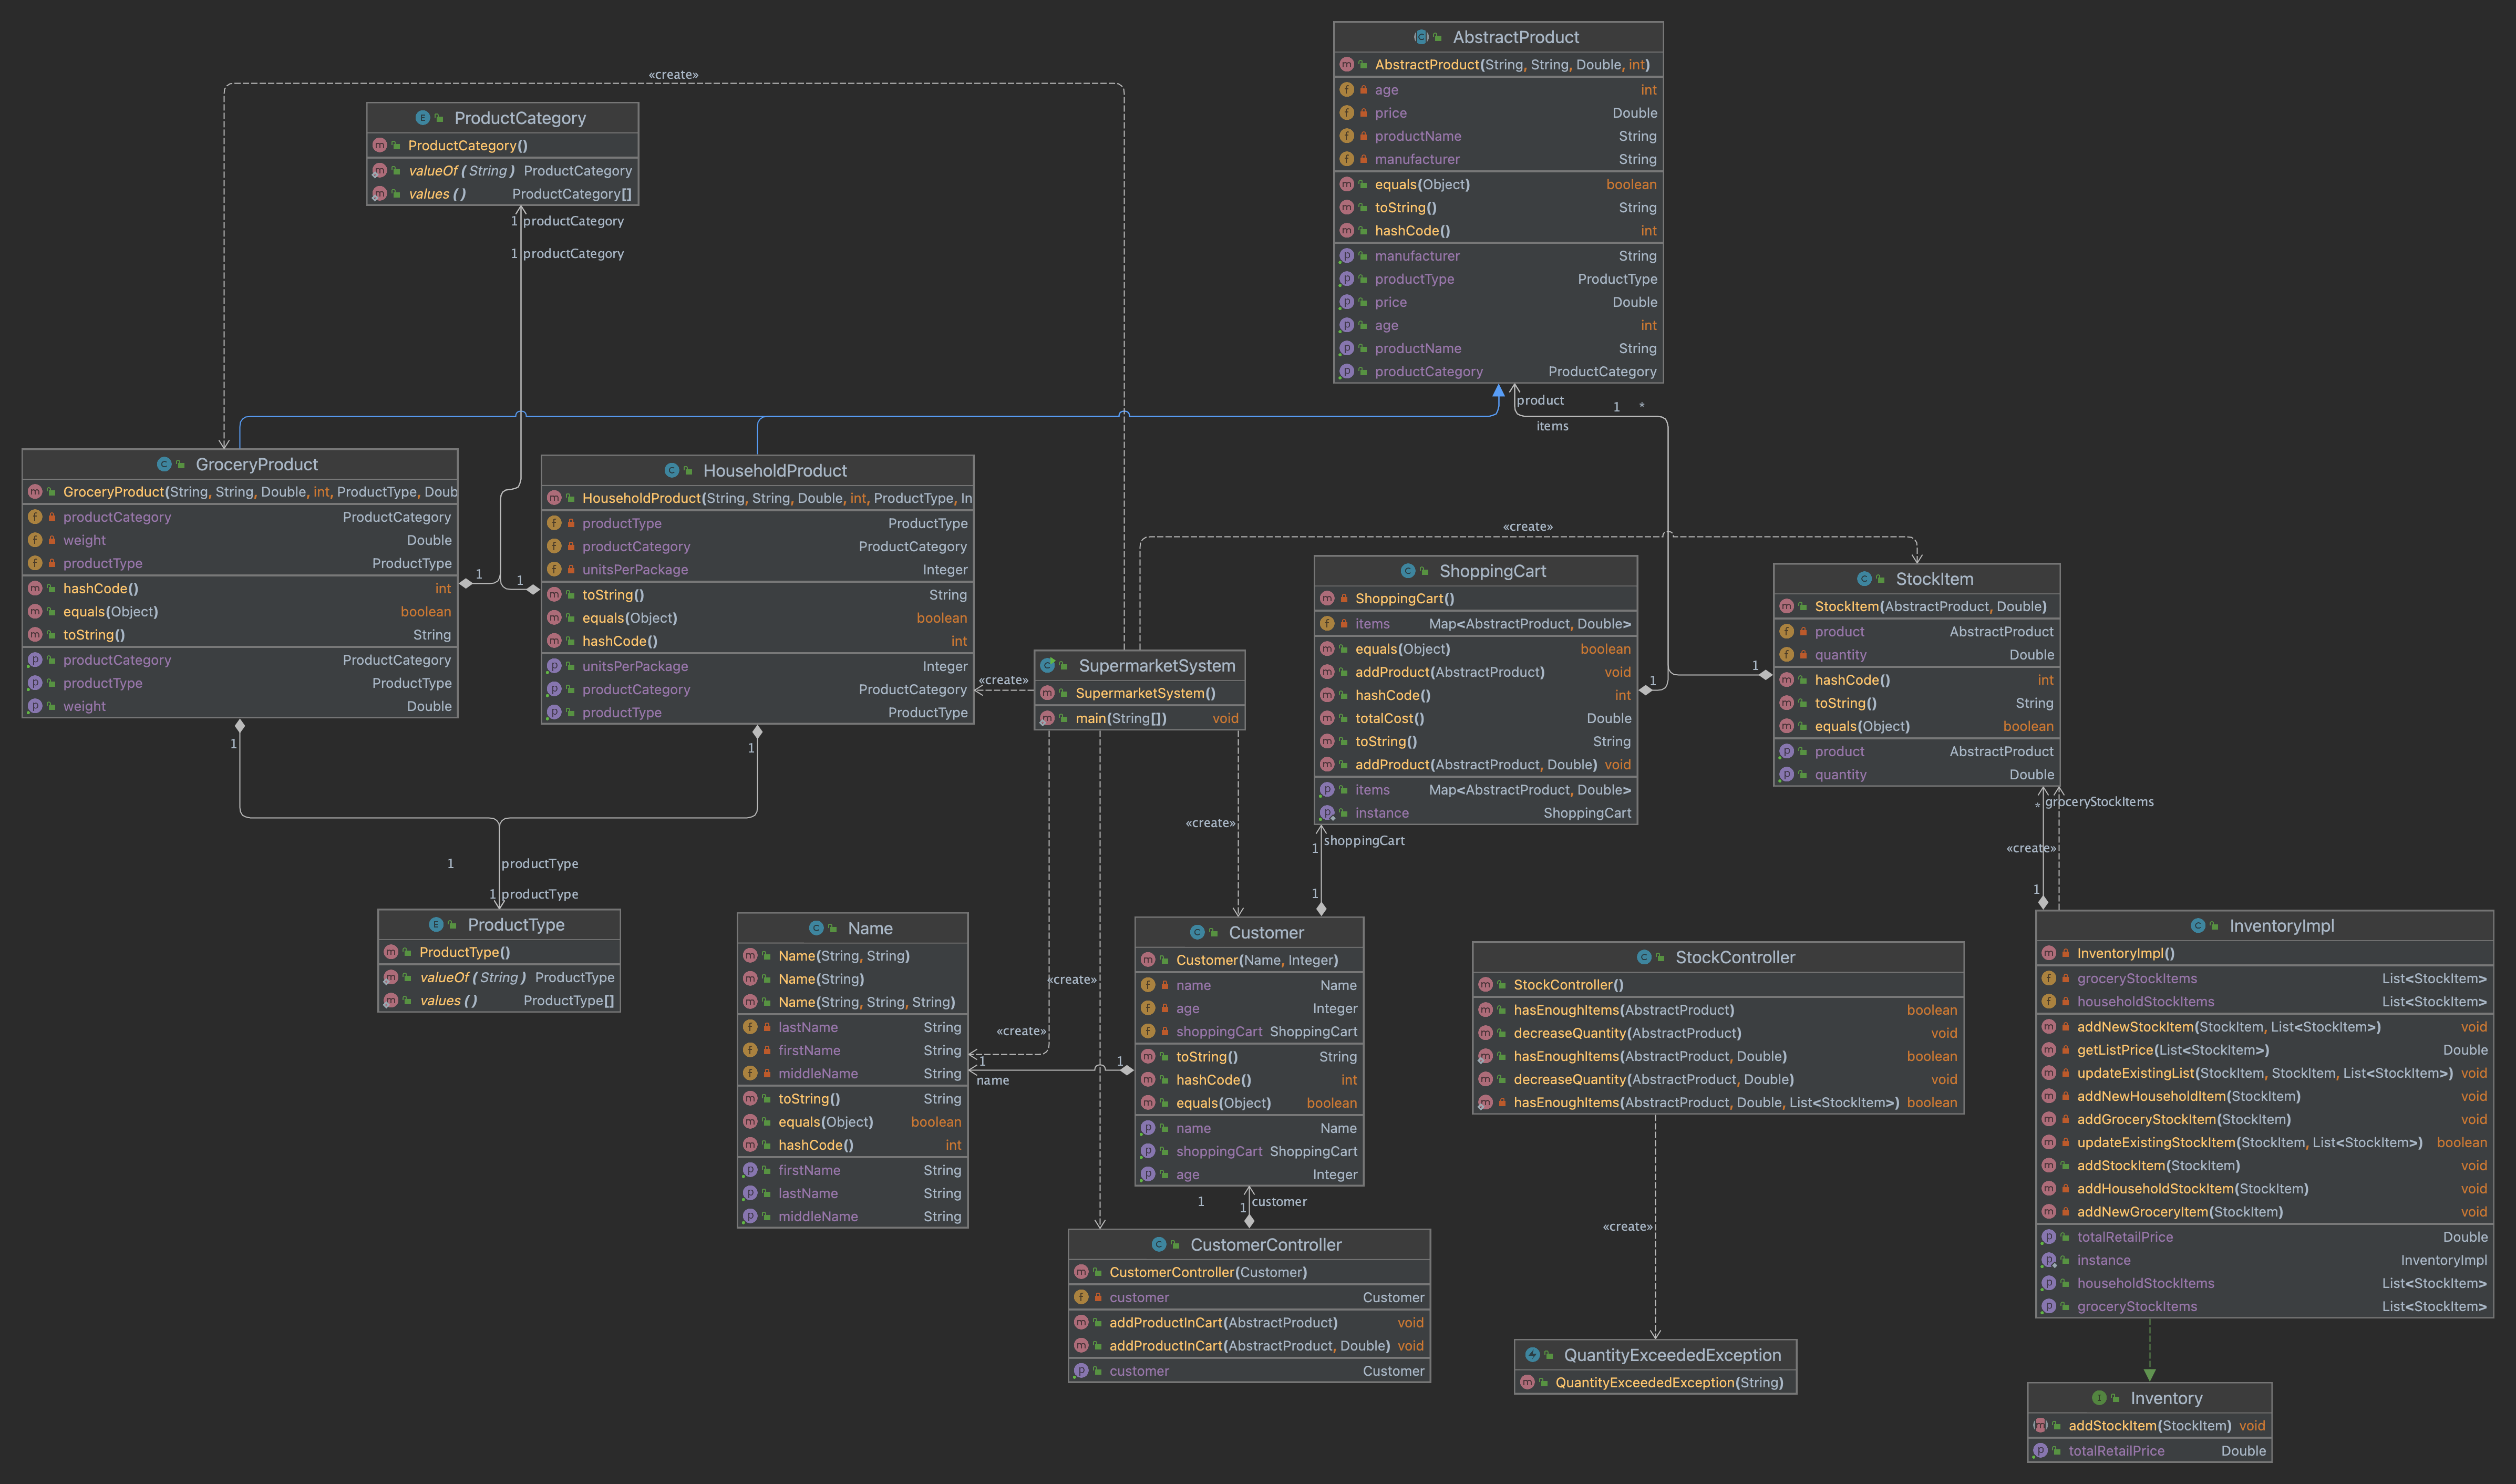 «create»
ProductCategory
ProductCategory()
valueOf(String) ProductCategory
values() ProductCategory[]
1 productCategory
1 productCategory
AbstractProduct
AbstractProduct(String, String, Double, int)
age int
price Double
productName String
manufacturer String
equals(Object) boolean
toString() String
hashCode() int
manufacturer String
productType ProductType
price Double
age int
productName String
productCategory ProductCategory
product
1 *
items
GroceryProduct
GroceryProduct(String, String, Double, int, ProductType, Doub
productCategory ProductCategory
weight Double
productType ProductType
hashCode() int
equals(Object) boolean
toString() String
productCategory ProductCategory
productType ProductType
weight Double
1
1
1
HouseholdProduct
HouseholdProduct(String, String, Double, int, ProductType, In
productType ProductType
productCategory ProductCategory
unitsPerPackage Integer
toString() String
equals(Object) boolean
hashCode() int
unitsPerPackage Integer
productCategory ProductCategory
productType ProductType
1
«create»
SupermarketSystem
SupermarketSystem()
main(String[]) void
«create»
ShoppingCart
ShoppingCart()
items Map<AbstractProduct, Double>
equals(Object) boolean
addProduct(AbstractProduct) void
hashCode() int
totalCost() Double
toString() String
addProduct(AbstractProduct, Double) void
items Map<AbstractProduct, Double>
instance ShoppingCart
1
1
StockItem
StockItem(AbstractProduct, Double)
product AbstractProduct
quantity Double
hashCode() int
toString() String
equals(Object) boolean
product AbstractProduct
quantity Double
* groceryStockItems
«create»
1
«create»
shoppingCart
1
1
1 productType
1 productType
ProductType
ProductType()
valueOf(String) ProductType
values() ProductType[]
Name
Name(String, String)
Name(String)
Name(String, String, String)
lastName String
firstName String
middleName String
toString() String
equals(Object) boolean
hashCode() int
firstName String
lastName String
middleName String
«create»
«create»
1
1
name
Customer
Customer(Name, Integer)
name Name
age Integer
shoppingCart ShoppingCart
toString() String
hashCode() int
equals(Object) boolean
name Name
shoppingCart ShoppingCart
age Integer
1
1 customer
CustomerController
CustomerController(Customer)
customer Customer
addProductInCart(AbstractProduct) void
addProductInCart(AbstractProduct, Double) void
customer Customer
StockController
StockController()
hasEnoughItems(AbstractProduct) boolean
decreaseQuantity(AbstractProduct) void
hasEnoughItems(AbstractProduct, Double) boolean
decreaseQuantity(AbstractProduct, Double) void
hasEnoughItems(AbstractProduct, Double, List<StockItem>) boolean
«create»
QuantityExceededException
QuantityExceededException(String)
InventoryImpl
InventoryImpl()
groceryStockItems List<StockItem>
householdStockItems List<StockItem>
addNewStockItem(StockItem, List<StockItem>) void
getListPrice(List<StockItem>) Double
updateExistingList(StockItem, StockItem, List<StockItem>) void
addNewHouseholdItem(StockItem) void
addGroceryStockItem(StockItem) void
updateExistingStockItem(StockItem, List<StockItem>) boolean
addStockItem(StockItem) void
addHouseholdStockItem(StockItem) void
addNewGroceryItem(StockItem) void
totalRetailPrice Double
instance InventoryImpl
householdStockItems List<StockItem>
groceryStockItems List<StockItem>
Inventory
addStockItem(StockItem) void
totalRetailPrice Double